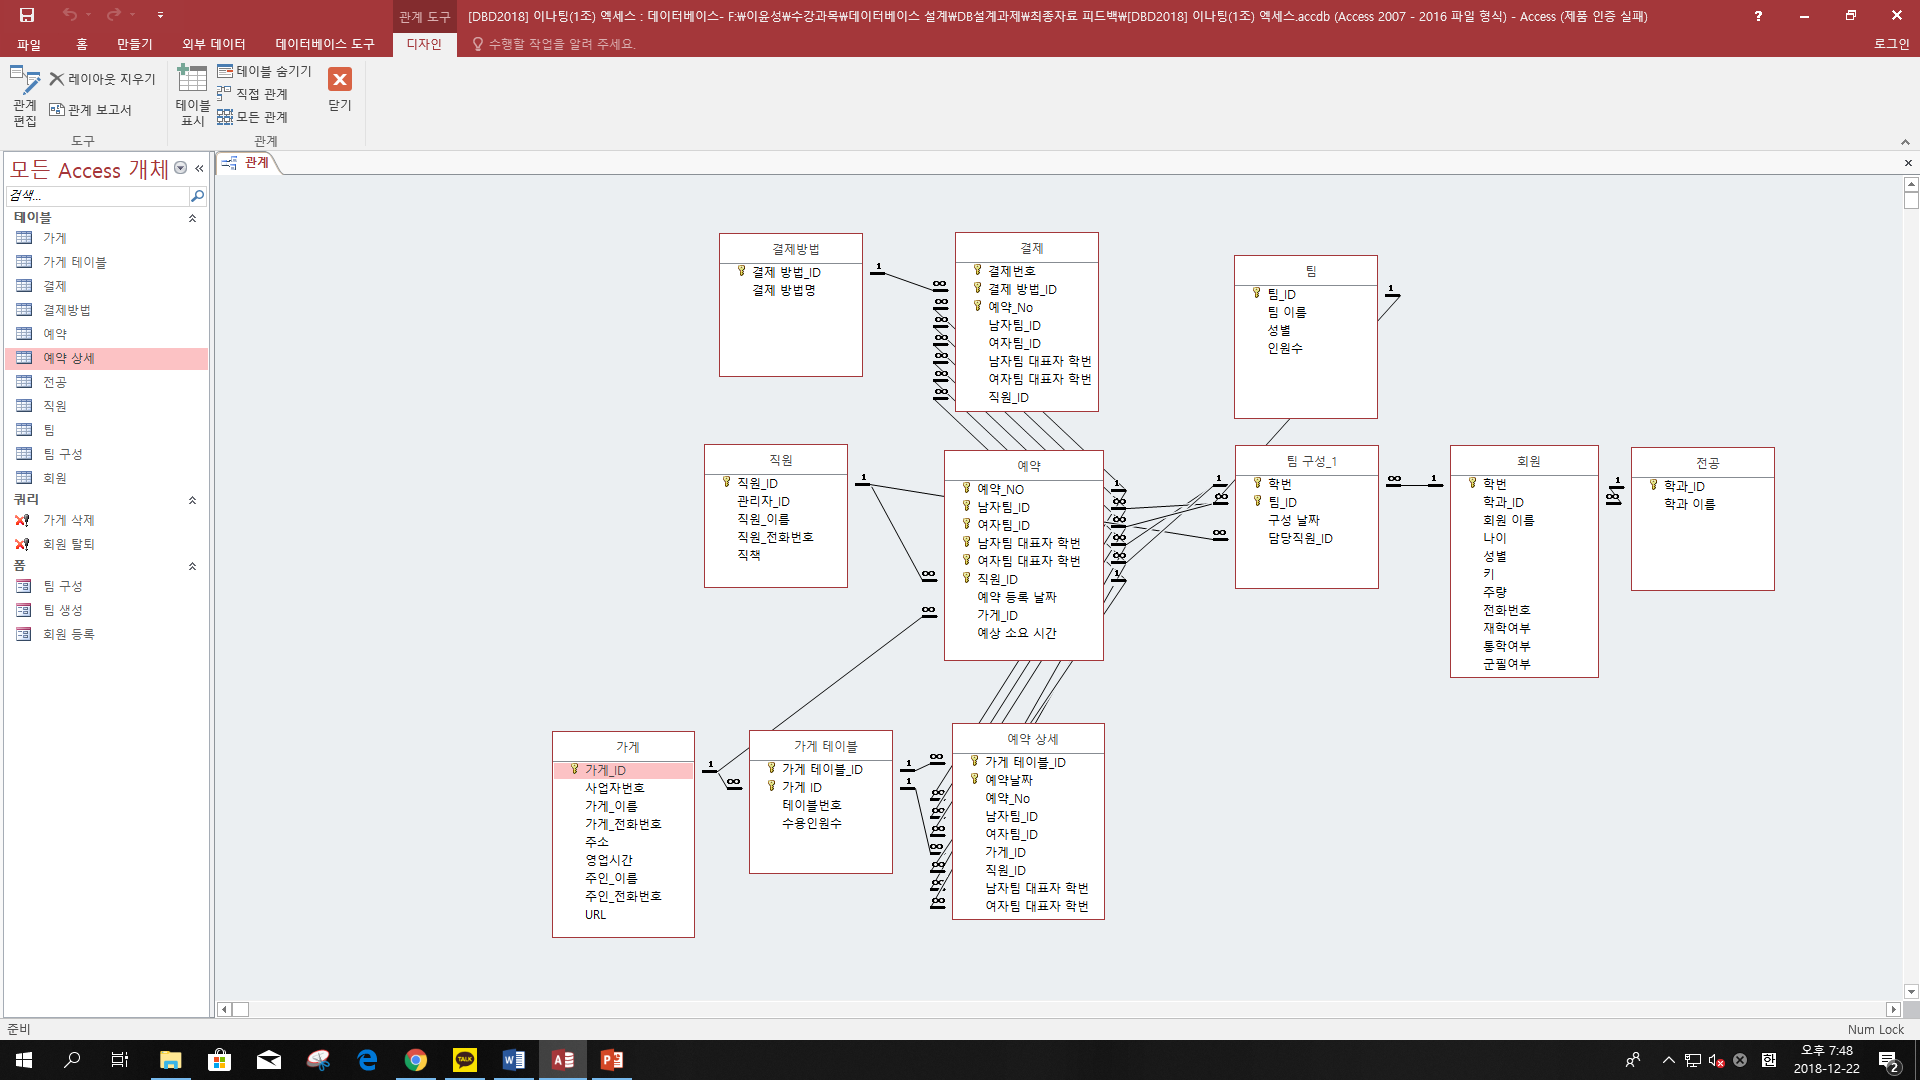 관계 도구
[DBD2018] 이나팅(1조) 엑세스 : 데이터베이스- F:₩이윤성₩수강과목₩데이터베이스 설계₩DB설계과제₩최종자료 피드백₩[DBD2018] 이나팅(1조) 엑세스.accdb (Access 2007 - 2016 파일 형식) - Access (제품 인증 실패)
?
파일 홈 만들기 외부 데이터 데이터베이스 도구 디자인 수행할 작업을 알려 주세요. 로그인
관계 편집
레이아웃 지우기
관계 보고서
도구
테이블 표시
테이블 숨기기
직접 관계
모든 관계
관계
닫기
모든 Access 개체
검색...
테이블
가게
가게 테이블
결제
결제방법
예약
예약 상세
전공
직원
팀
팀 구성
회원
쿼리
가게 삭제
회원 탈퇴
폼
팀 구성
팀 생성
회원 등록
관계
결제방법
결제 방법_ID
결제 방법명
결제
결제번호
결제 방법_ID
예약_No
남자팀_ID
여자팀_ID
남자팀 대표자 학번
여자팀 대표자 학번
직원_ID
팀
팀_ID
팀 이름
성별
인원수
직원
직원_ID
관리자_ID
직원_이름
직원_전화번호
직책
예약
예약_NO
남자팀_ID
여자팀_ID
남자팀 대표자 학번
여자팀 대표자 학번
직원_ID
예약 등록 날짜
가게_ID
예상 소요 시간
팀 구성_1
학번
팀_ID
구성 날짜
담당직원_ID
회원
학번
학과_ID
회원 이름
나이
성별
키
주량
전화번호
재학여부
통학여부
군필여부
전공
학과_ID
학과 이름
가게
가게_ID
사업자번호
가게_이름
가게_전화번호
주소
영업시간
주인_이름
주인_전화번호
URL
가게 테이블
가게 테이블_ID
가게 ID
테이블번호
수용인원수
예약 상세
가게 테이블_ID
예약날짜
예약_No
남자팀_ID
여자팀_ID
가게_ID
직원_ID
남자팀 대표자 학번
여자팀 대표자 학번
준비
Num Lock
TALK
한
오후 7:48
2018-12-22
2